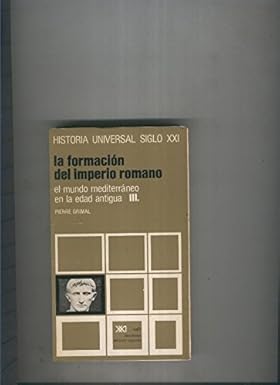 HISTORIA UNIVERSAL SIGLO XXI
la formación
del imperio romano
el mundo mediterráneo
en la edad antigua III.
PIERRE GRIMAL